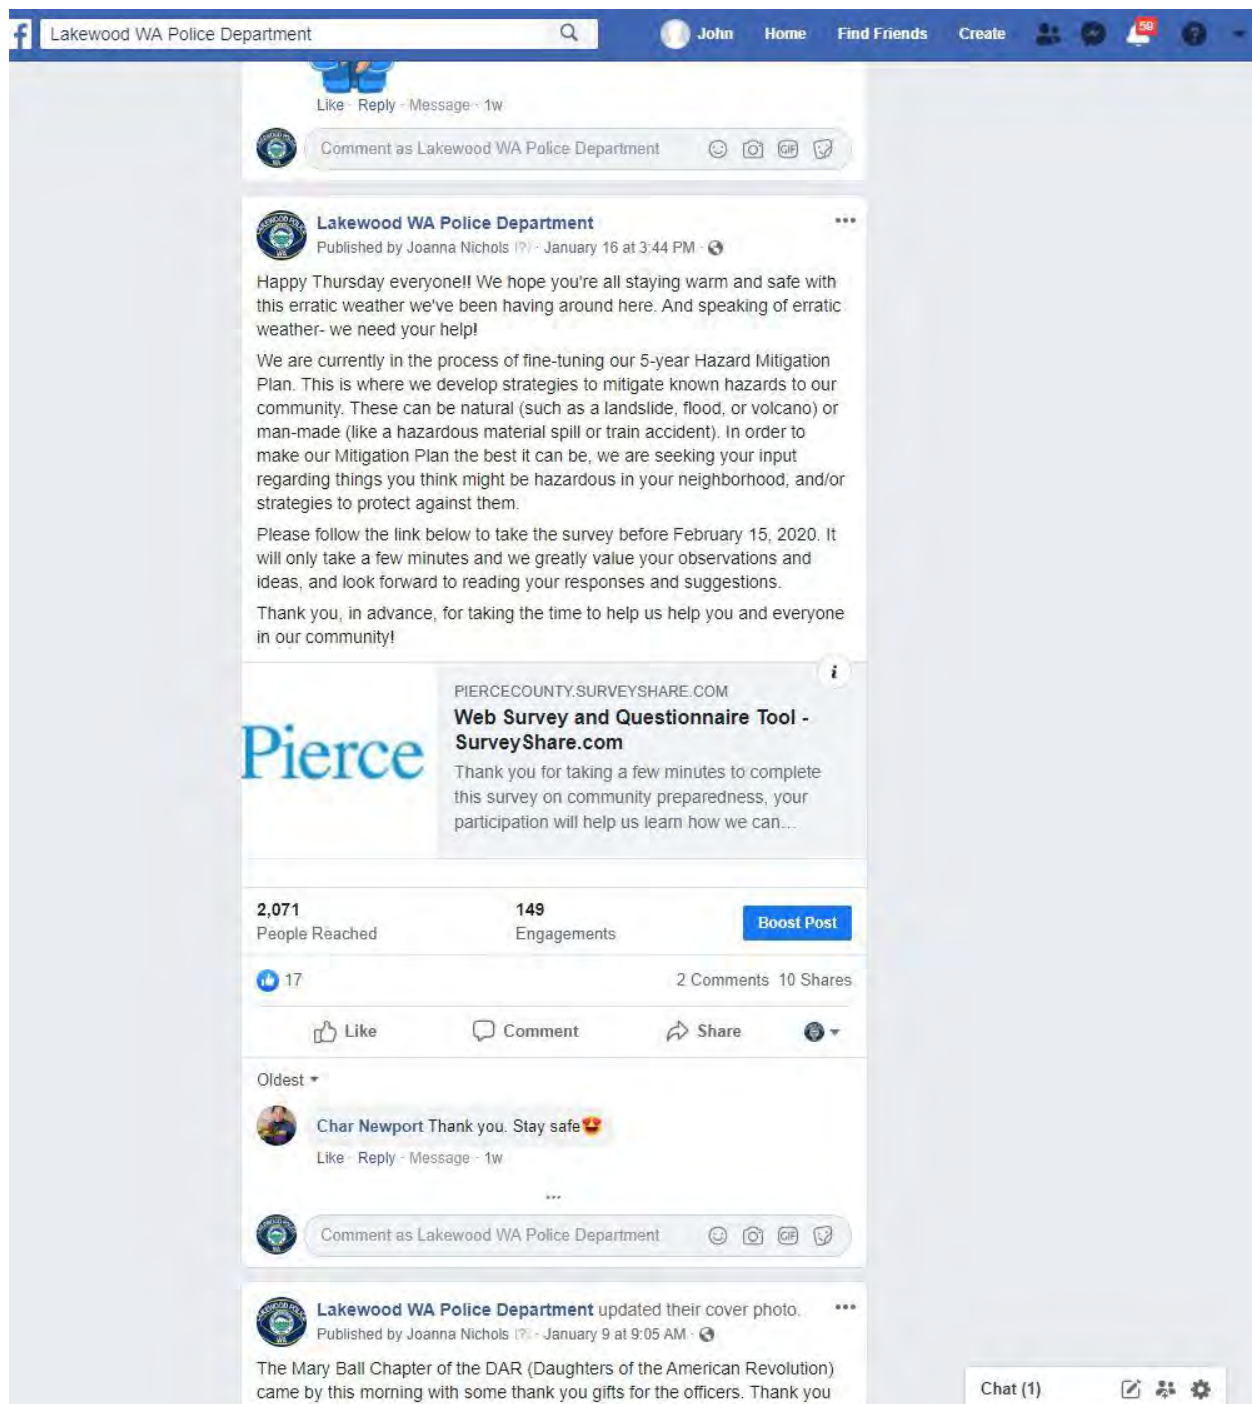 f Lakewood WA Police Department John Home Find Friends Create 59
Like · Reply · Message · 1w
Comment as Lakewood WA Police Department GIF
Lakewood WA Police Department
Published by Joanna Nichols [?] · January 16 at 3:44 PM ·
Happy Thursday everyone!! We hope you're all staying warm and safe with
this erratic weather we've been having around here. And speaking of erratic
weather- we need your help!
We are currently in the process of fine-tuning our 5-year Hazard Mitigation
Plan. This is where we develop strategies to mitigate known hazards to our
community. These can be natural (such as a landslide, flood, or volcano) or
man-made (like a hazardous material spill or train accident). In order to
make our Mitigation Plan the best it can be, we are seeking your input
regarding things you think might be hazardous in your neighborhood, and/or
strategies to protect against them.
Please follow the link below to take the survey before February 15, 2020. It
will only take a few minutes and we greatly value your observations and
ideas, and look forward to reading your responses and suggestions.
Thank you, in advance, for taking the time to help us help you and everyone
in our community!
Pierce
PIERCECOUNTY.SURVEYSHARE.COM
Web Survey and Questionnaire Tool -
SurveyShare.com
Thank you for taking a few minutes to complete
this survey on community preparedness, your
participation will help us learn how we can...
2,071 149
People Reached Engagements
Boost Post
17 2 Comments 10 Shares
Like Comment Share
Oldest
Char Newport Thank you. Stay safe😍
Like · Reply · Message · 1w
...
Comment as Lakewood WA Police Department GIF
Lakewood WA Police Department updated their cover photo.
Published by Joanna Nichols [?] · January 9 at 9:05 AM ·
The Mary Ball Chapter of the DAR (Daughters of the American Revolution)
came by this morning with some thank you gifts for the officers. Thank you
Chat (1)